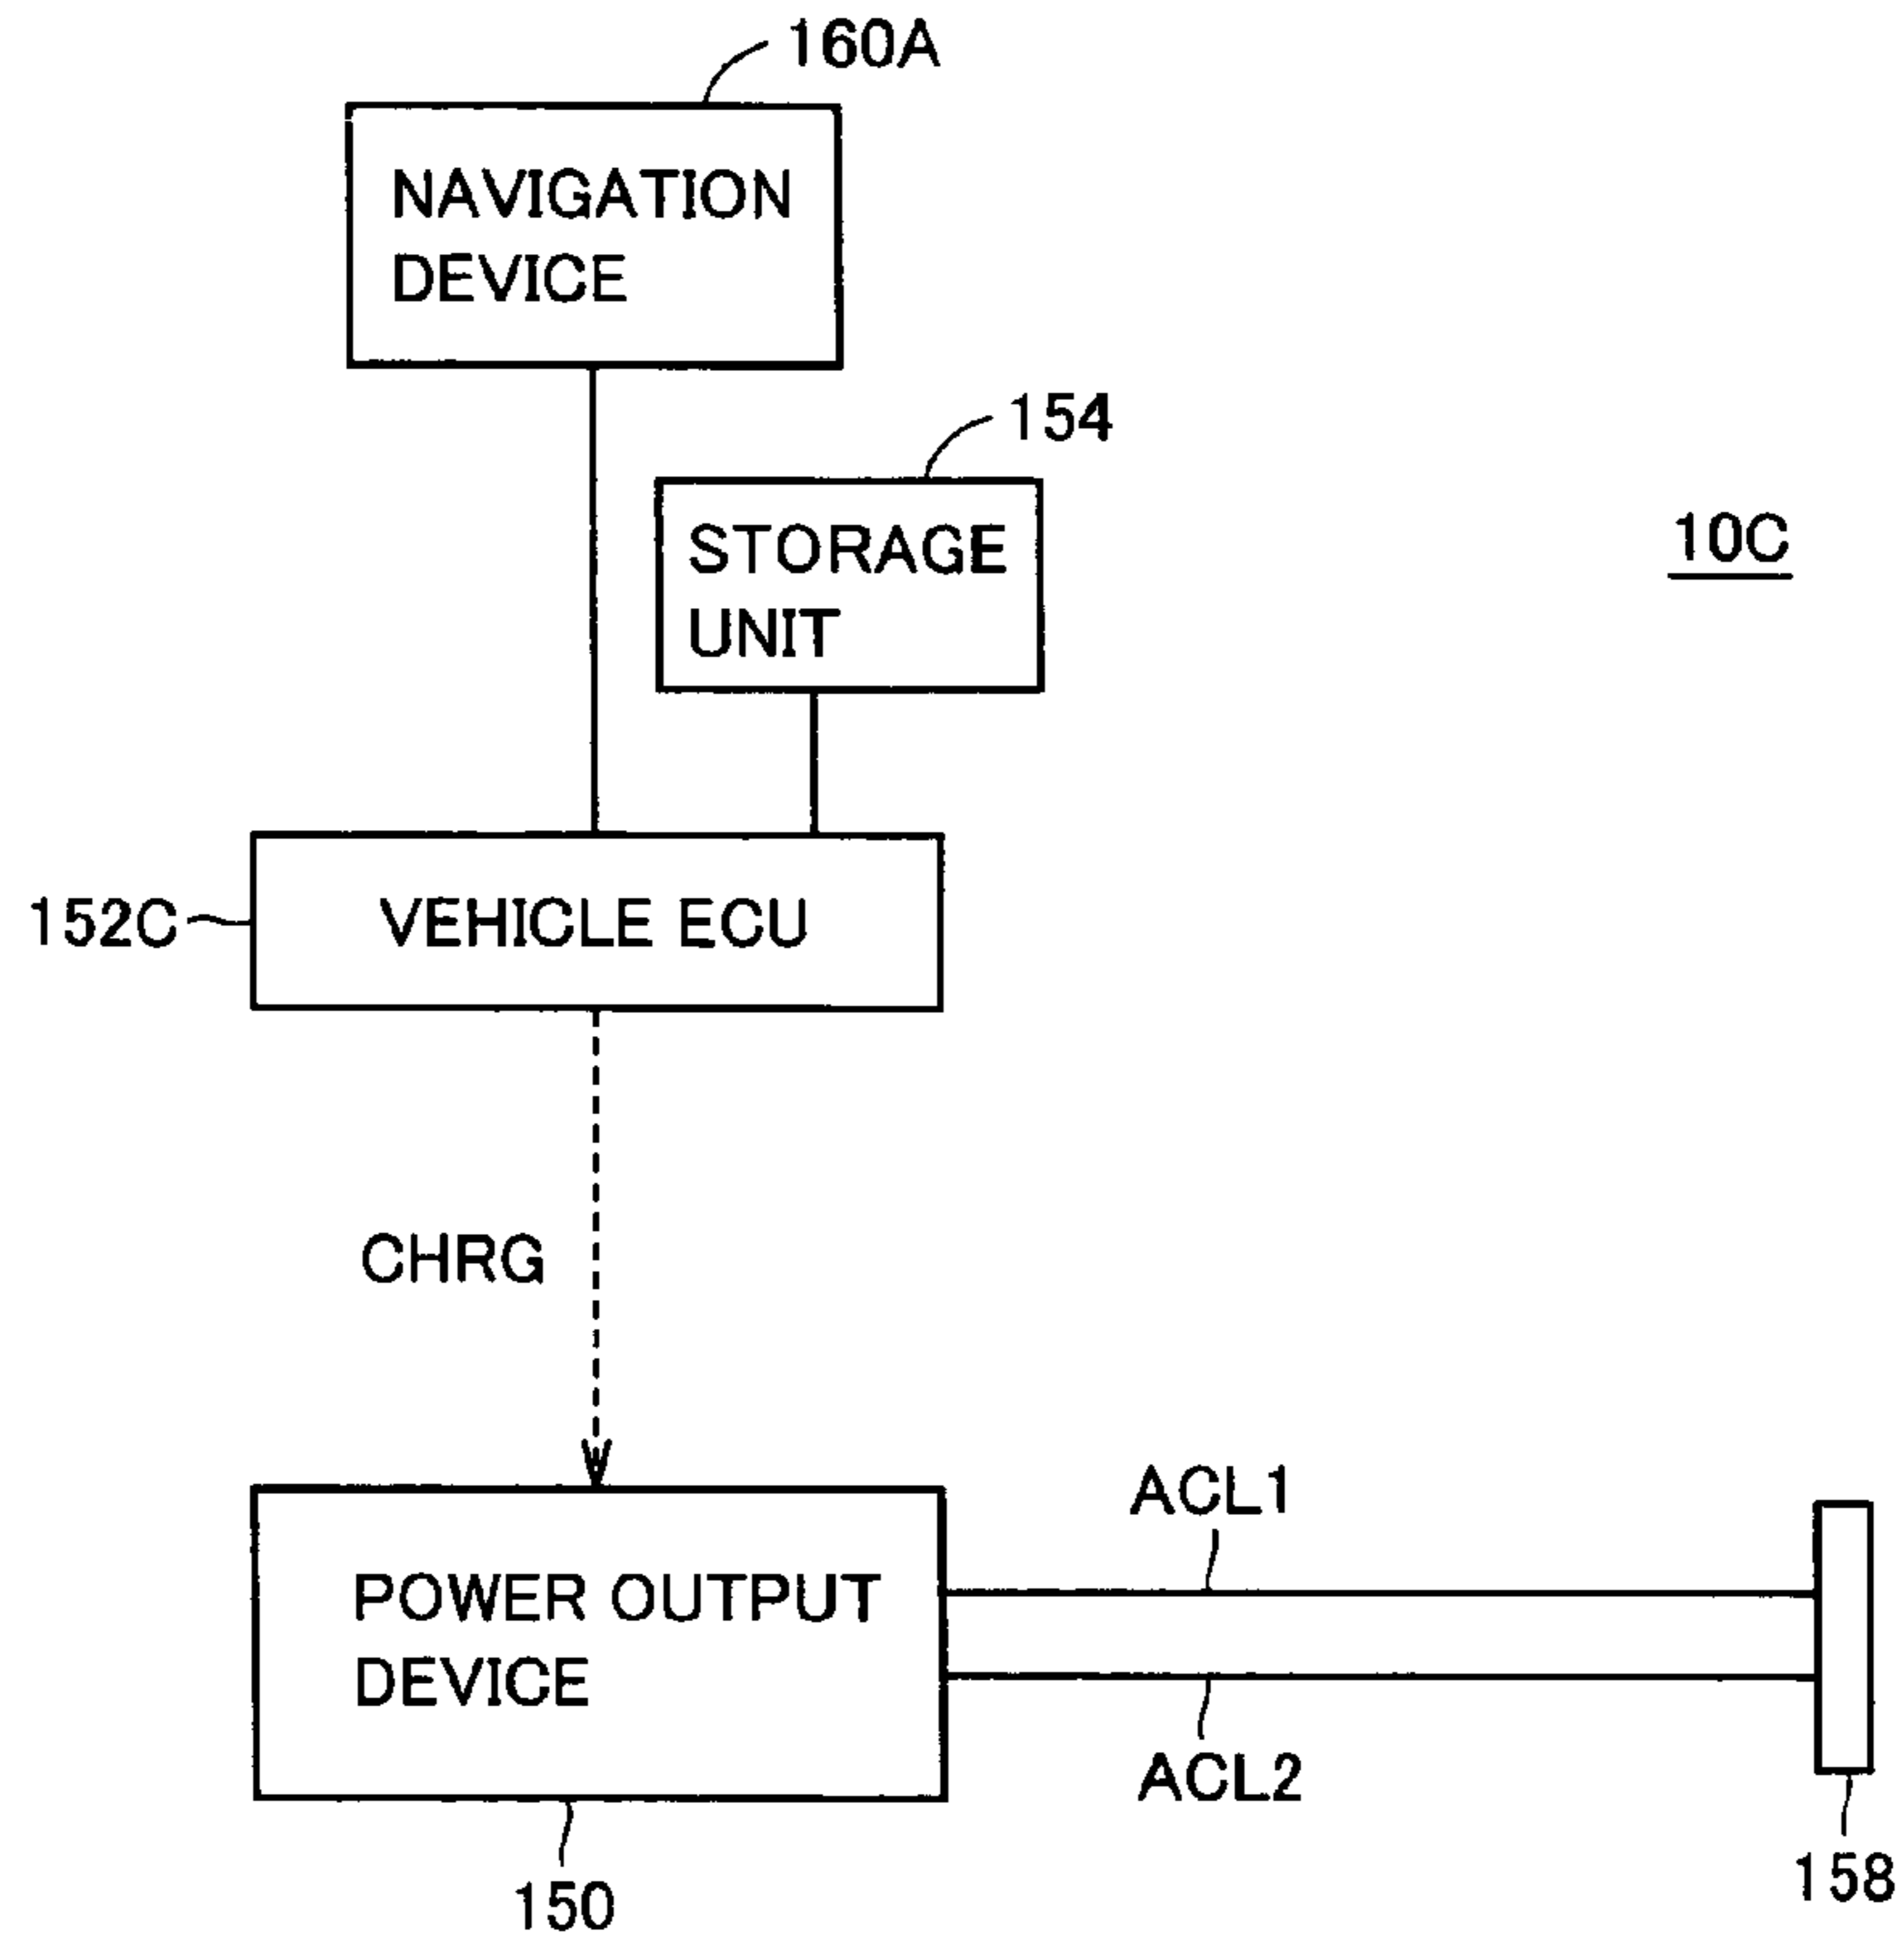 160A
NAVIGATION
DEVICE
154
STORAGE
UNIT
10C
152C
VEHICLE ECU
CHRG
ACL1
POWER OUTPUT
DEVICE
ACL2
158
150